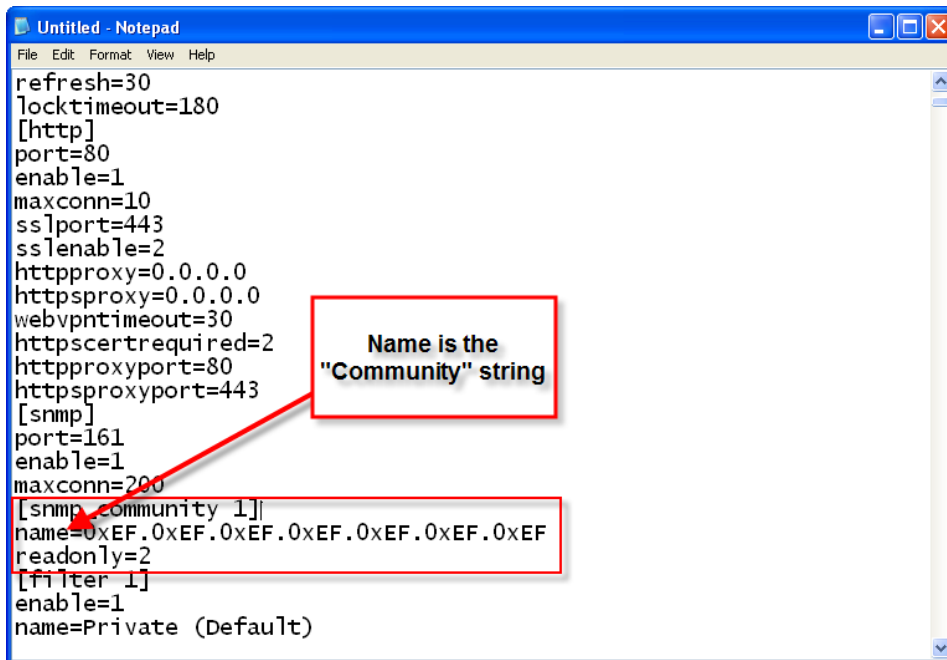 Untitled - Notepad
File Edit Format View Help
refresh=30
locktimeout=180
[http]
port=80
enable=1
maxconn=10
sslport=443
sslenable=2
httpproxy=0.0.0.0
httpsproxy=0.0.0.0
webvpntimeout=30
httpscertrequired=2
httpproxyport=80
httpsproxyport=443
[snmp]
port=161
enable=1
maxconn=200
[snmp_community 1]
name=0xEF.0xEF.0xEF.0xEF.0xEF.0xEF.0xEF
readonly=2
[filter 1]
enable=1
name=Private (Default)
Name is the
"Community" string